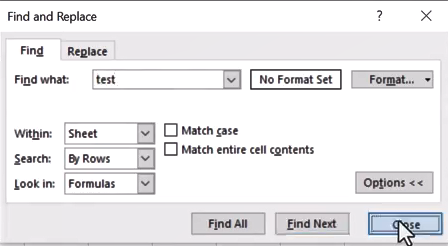 Find and Replace ? X
Find Replace
Find what: test No Format Set Format...
Within: Sheet Match case
Search: By Rows Match entire cell contents
Look in: Formulas Options <<
Find All Find Next Close